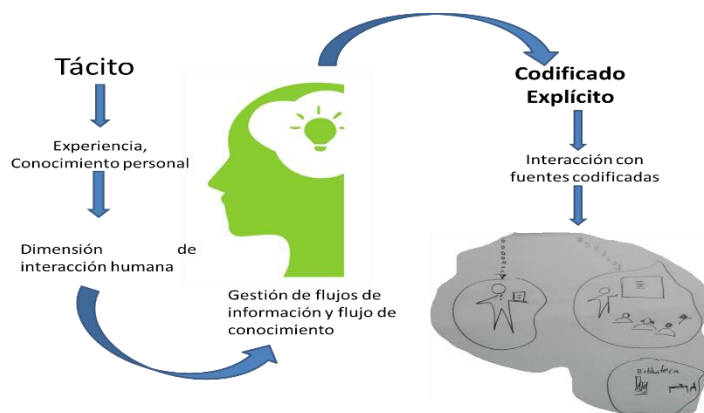 Tácito
Experiencia,
Conocimiento personal
Dimensión de
interacción humana
Gestión de flujos de
información y flujo de
conocimiento
Codificado
Explícito
Interacción con
fuentes codificadas
Biblioteca